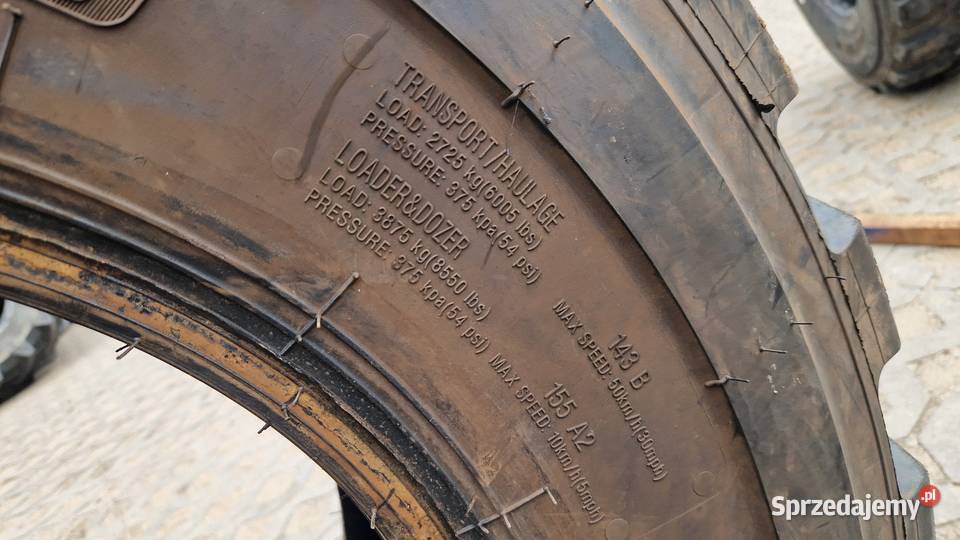 TRANSPORT/HAULAGE
LOAD: 2725 kg(6005 lbs)
PRESSURE: 375 kpa(54 psi)
143 B
MAX SPEED: 50km/h(30mph)
LOADER&DOZER
LOAD: 3875 kg(8550 lbs)
PRESSURE: 375 kpa(54 psi)
155 A2
MAX SPEED: 10km/h(5mph)
Sprzedajemy .pl